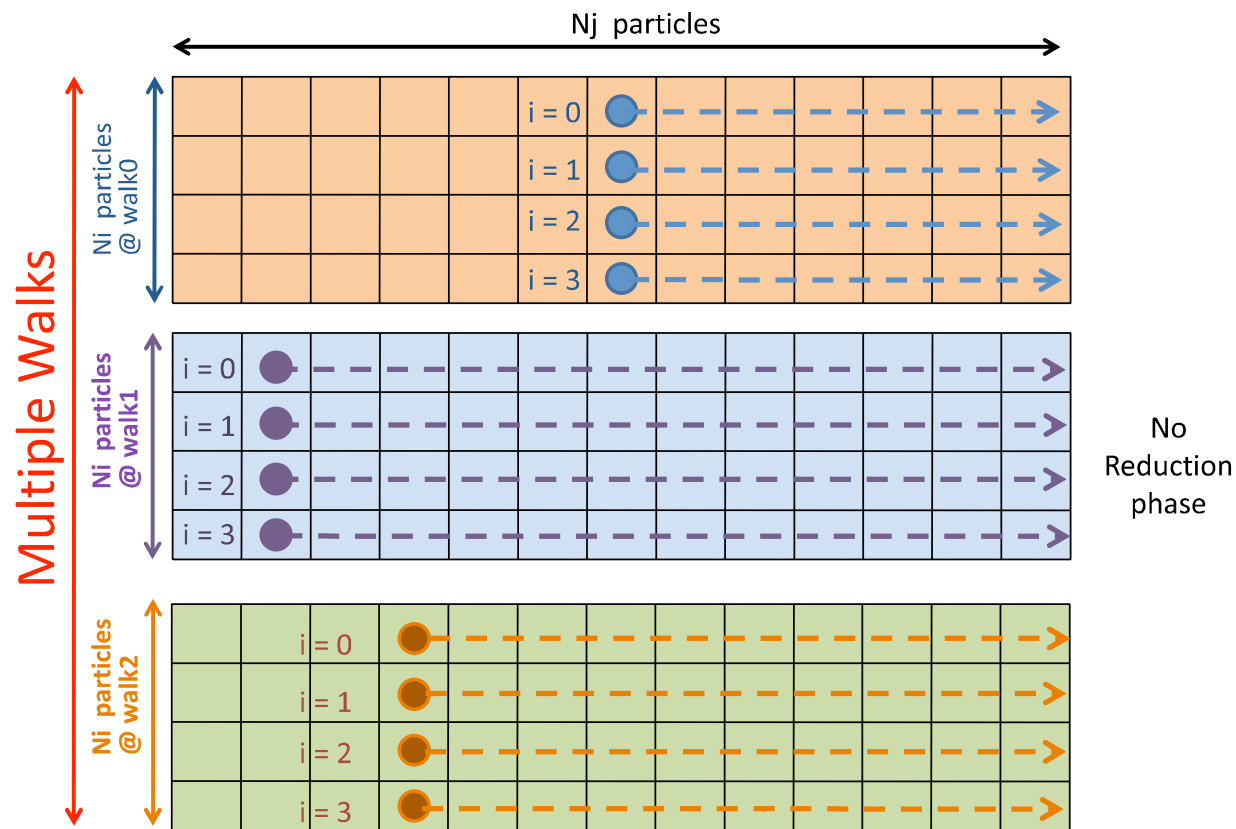 Nj particles
Multiple Walks
Ni particles
@ walk0
i = 0
i = 1
i = 2
i = 3
Ni particles
@ walk1
i = 0
i = 1
i = 2
i = 3
No
Reduction
phase
Ni particles
@ walk2
i = 0
i = 1
i = 2
i = 3